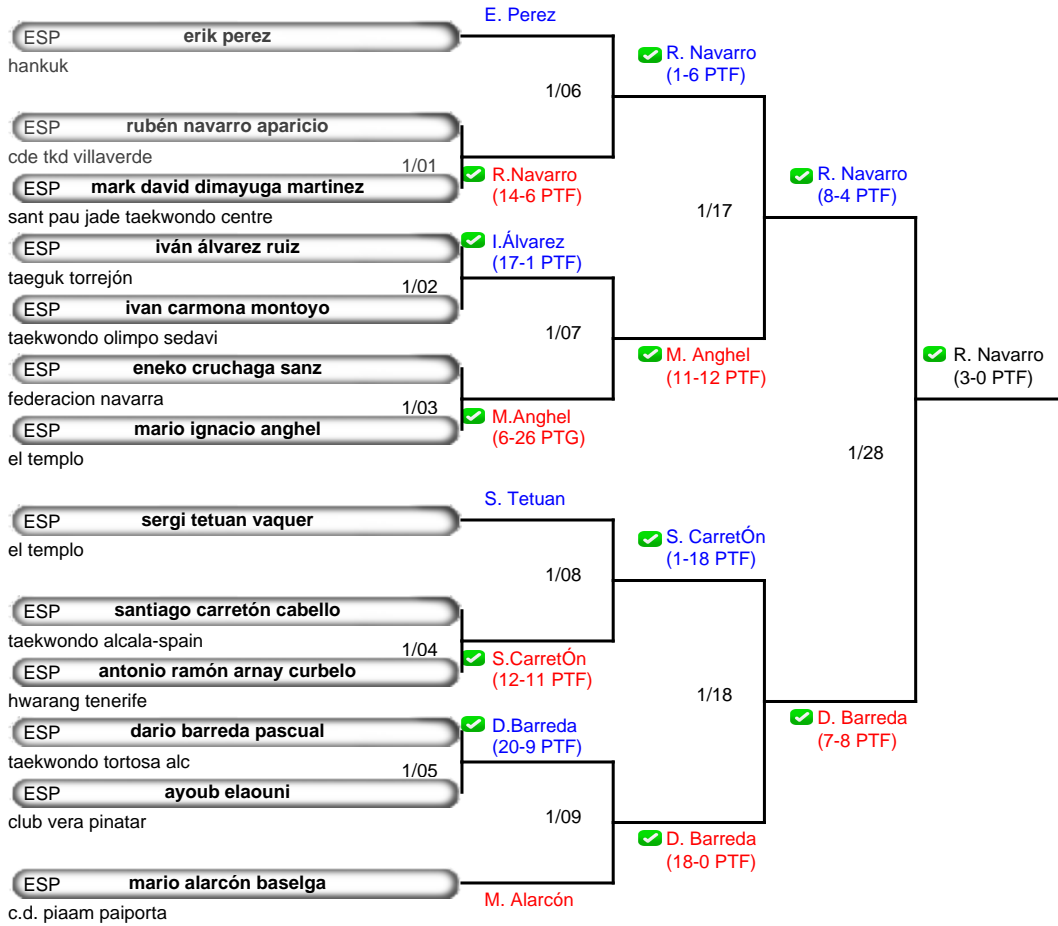 E. Perez
ESP erik perez
hankuk
R. Navarro
(1-6 PTF)
1/06
ESP rubén navarro aparicio
cde tkd villaverde
1/01
R.Navarro
(14-6 PTF)
ESP mark david dimayuga martinez
sant pau jade taekwondo centre
R. Navarro
(8-4 PTF)
1/17
ESP iván álvarez ruiz
I.Álvarez
(17-1 PTF)
taeguk torrejón
1/02
ESP ivan carmona montoyo
taekwondo olimpo sedavi
1/07
M. Anghel
(11-12 PTF)
ESP eneko cruchaga sanz
federacion navarra
1/03
M.Anghel
(6-26 PTG)
ESP mario ignacio anghel
el templo
R. Navarro
(3-0 PTF)
1/28
S. Tetuan
ESP sergi tetuan vaquer
el templo
S. CarretÓn
(1-18 PTF)
1/08
ESP santiago carretón cabello
taekwondo alcala-spain
1/04
S.CarretÓn
(12-11 PTF)
ESP antonio ramón arnay curbelo
hwarang tenerife
1/18
D. Barreda
(7-8 PTF)
ESP dario barreda pascual
D.Barreda
(20-9 PTF)
taekwondo tortosa alc
1/05
ESP ayoub elaouni
club vera pinatar
1/09
D. Barreda
(18-0 PTF)
ESP mario alarcón baselga
M. Alarcón
c.d. piaam paiporta